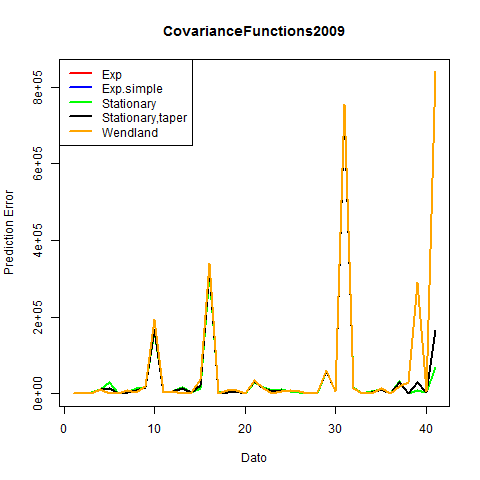 CovarianceFunctions2009
Exp
Exp.simple
Stationary
Stationary,taper
Wendland
Prediction Error
0e+00
2e+05
4e+05
6e+05
8e+05
0
10
20
30
40
Dato